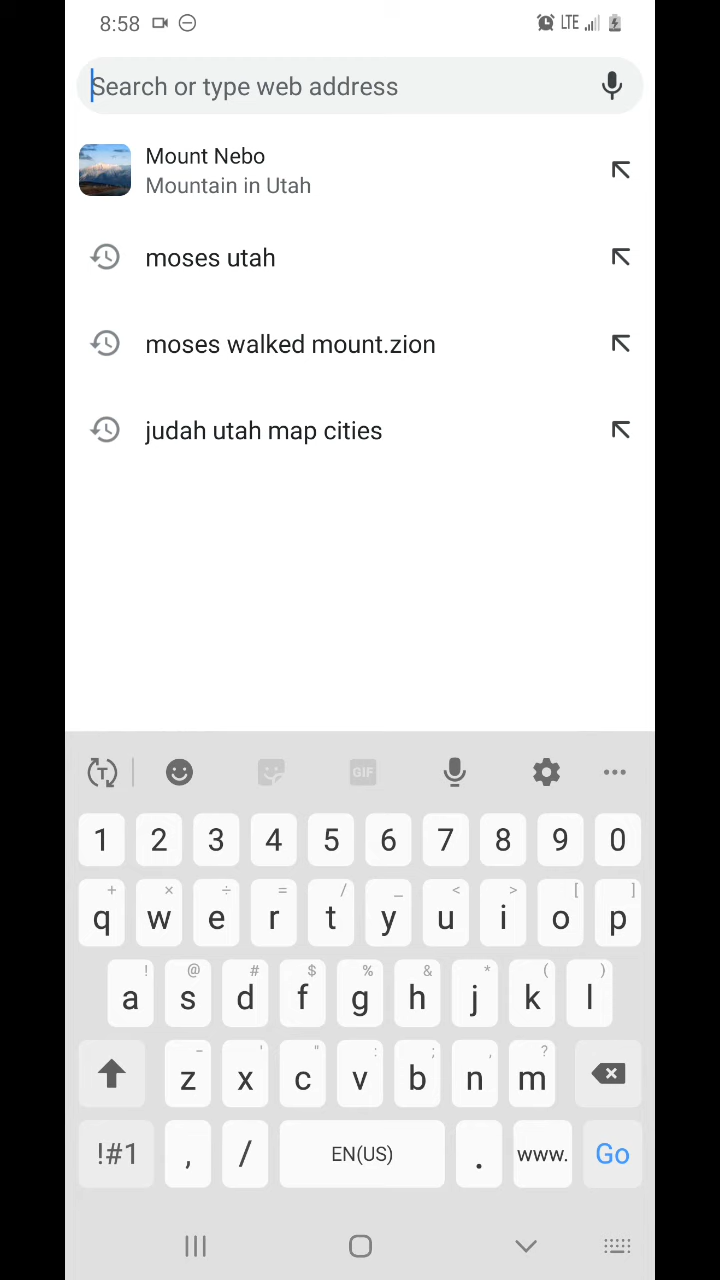 8:58 LTE
Search or type web address
Mount Nebo
Mountain in Utah
moses utah
moses walked mount.zion
judah utah map cities
T GIF
1 2 3 4 5 6 7 8 9 0
+ × ÷ = / _ < > [ ]
q w e r t y u i o p
! @ # $ % & * ( )
a s d f g h j k l
- ' " : ; , ?
z x c v b n m
!#1 , / EN(US) . www. Go